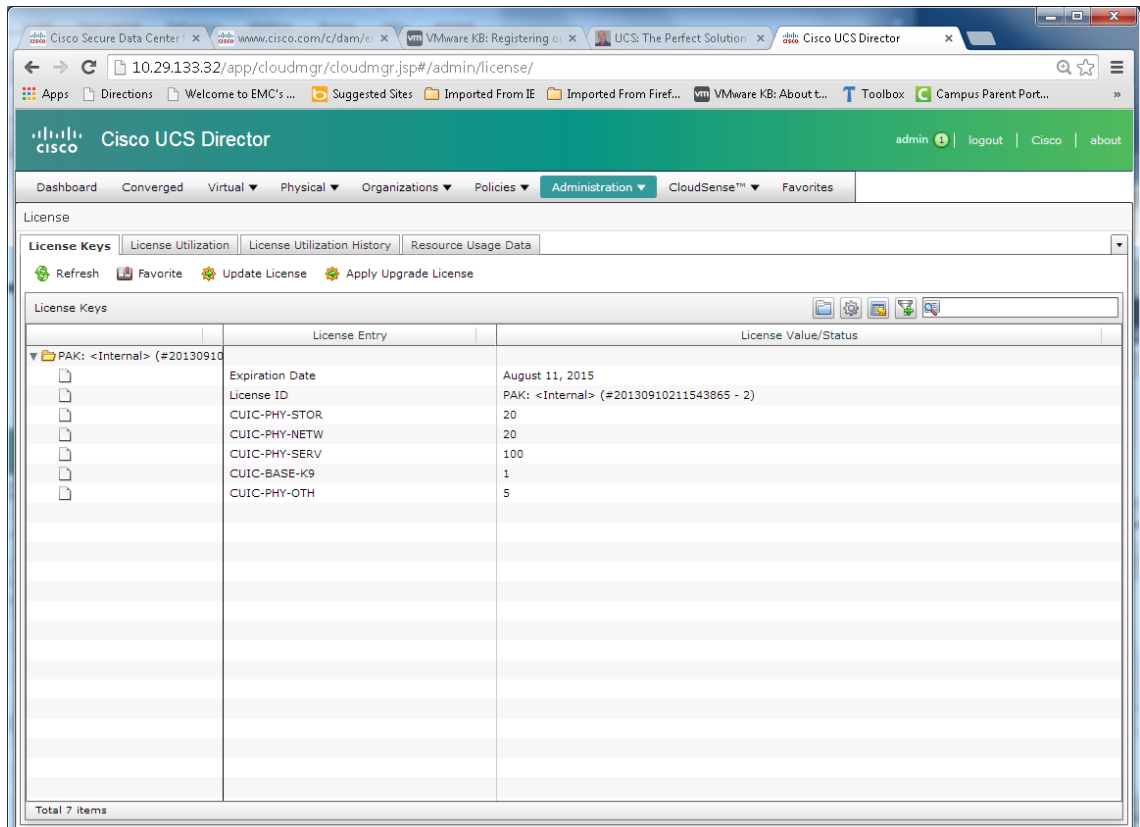 Cisco Secure Data Center f
www.cisco.com/c/dam/e
VMware KB: Registering o
UCS: The Perfect Solution
Cisco UCS Director
10.29.133.32/app/cloudmgr/cloudmgr.jsp#/admin/license/
Apps Directions Welcome to EMC's ... Suggested Sites Imported From IE Imported From Firef... VMware KB: About t... Toolbox Campus Parent Port... »
cisco Cisco UCS Director admin 1 | logout | Cisco | about
Dashboard Converged Virtual Physical Organizations Policies Administration CloudSense™ Favorites
License
License Keys License Utilization License Utilization History Resource Usage Data
Refresh Favorite Update License Apply Upgrade License
License Keys
License Entry License Value/Status
PAK: <Internal> (#20130910
Expiration Date August 11, 2015
License ID PAK: <Internal> (#20130910211543865 - 2)
CUIC-PHY-STOR 20
CUIC-PHY-NETW 20
CUIC-PHY-SERV 100
CUIC-BASE-K9 1
CUIC-PHY-OTH 5
Total 7 items